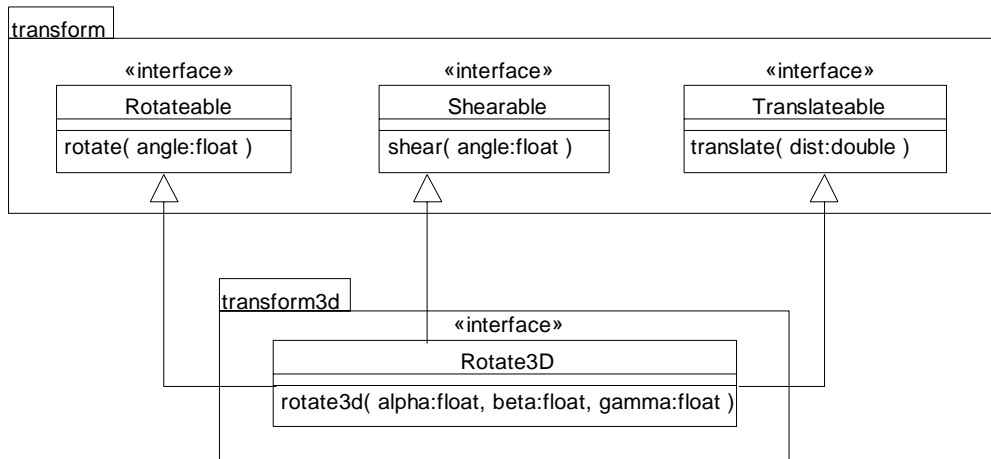 transform
«interface» «interface» «interface»
Rotateable Shearable Translateable
rotate( angle:float ) shear( angle:float ) translate( dist:double )
transform3d
«interface»
Rotate3D
rotate3d( alpha:float, beta:float, gamma:float )